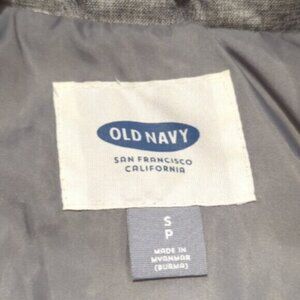 OLD NAVY
SAN FRANCISCO
CALIFORNIA
S
P
MADE IN
MYANMAR
(BURMA)